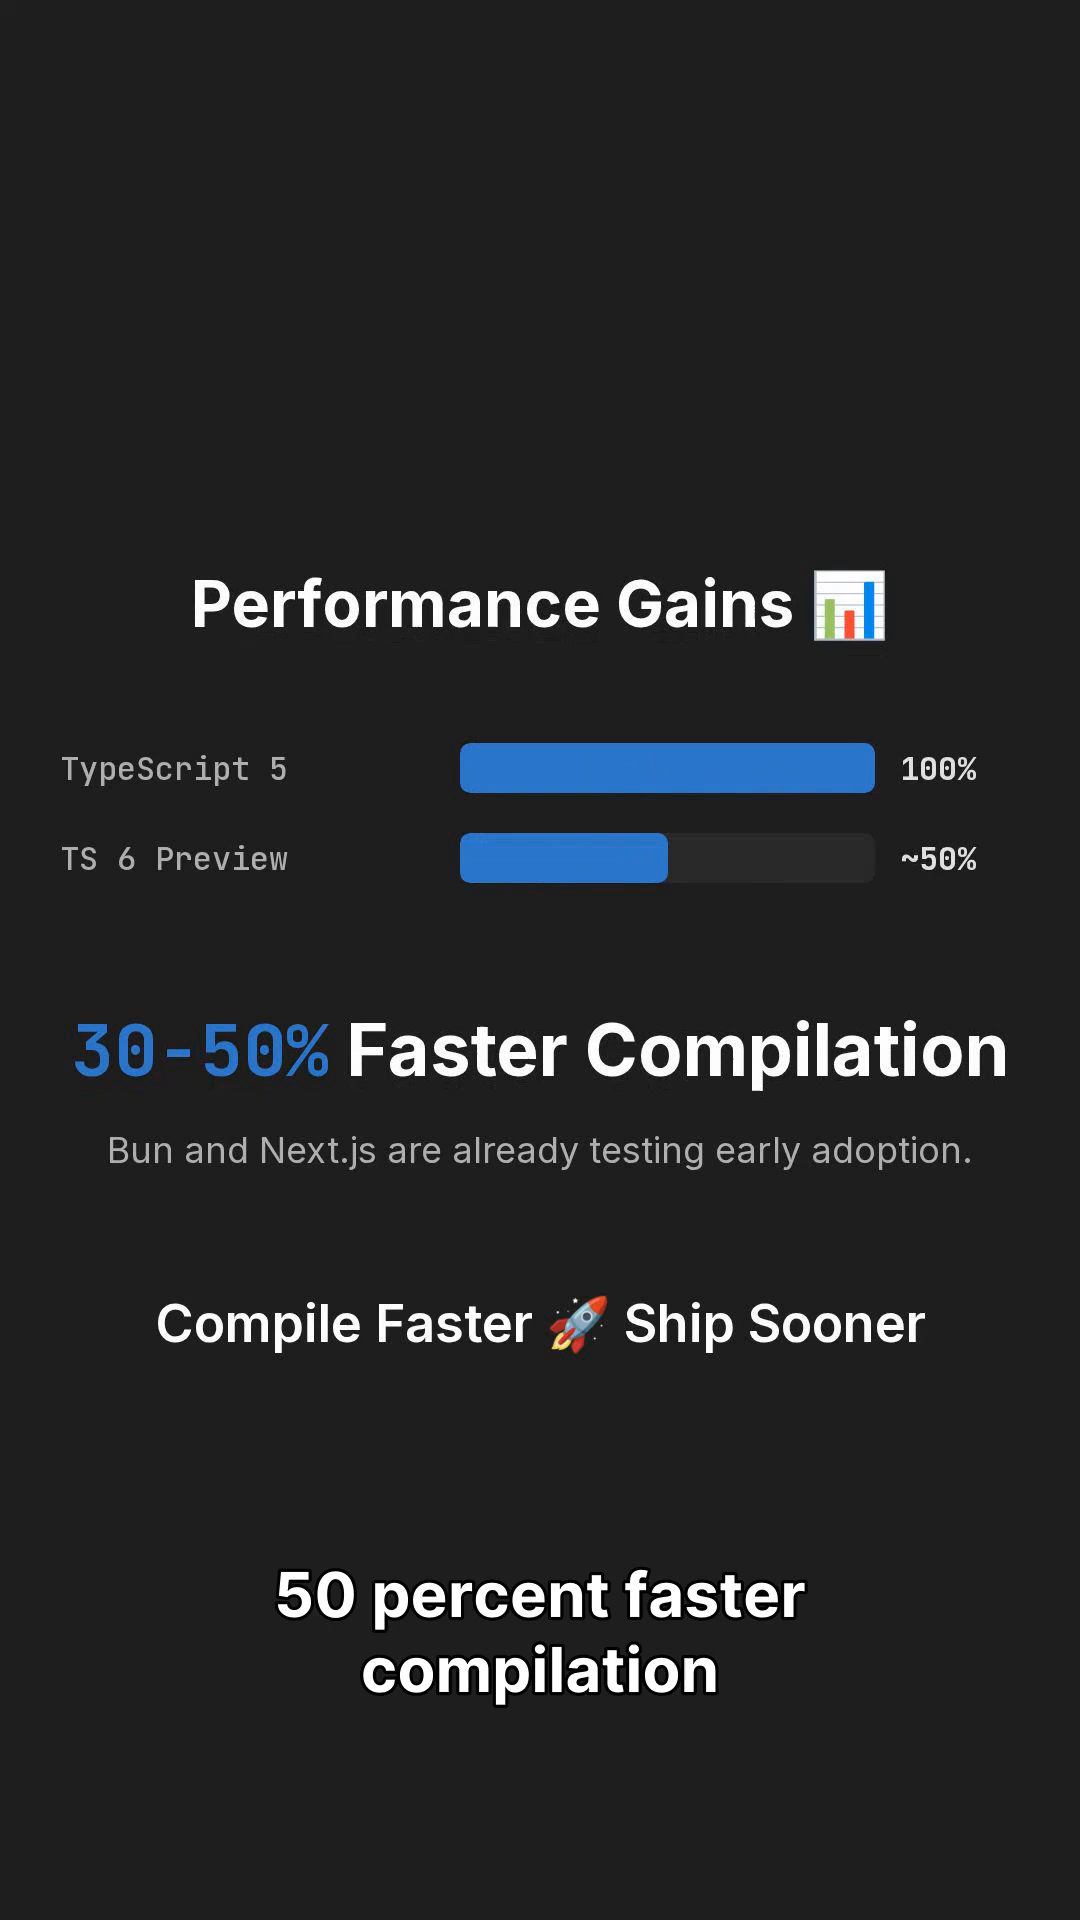 Performance Gains 📊
TypeScript 5 100%
TS 6 Preview ~50%
30-50% Faster Compilation
Bun and Next.js are already testing early adoption.
Compile Faster 🚀 Ship Sooner
50 percent faster
compilation